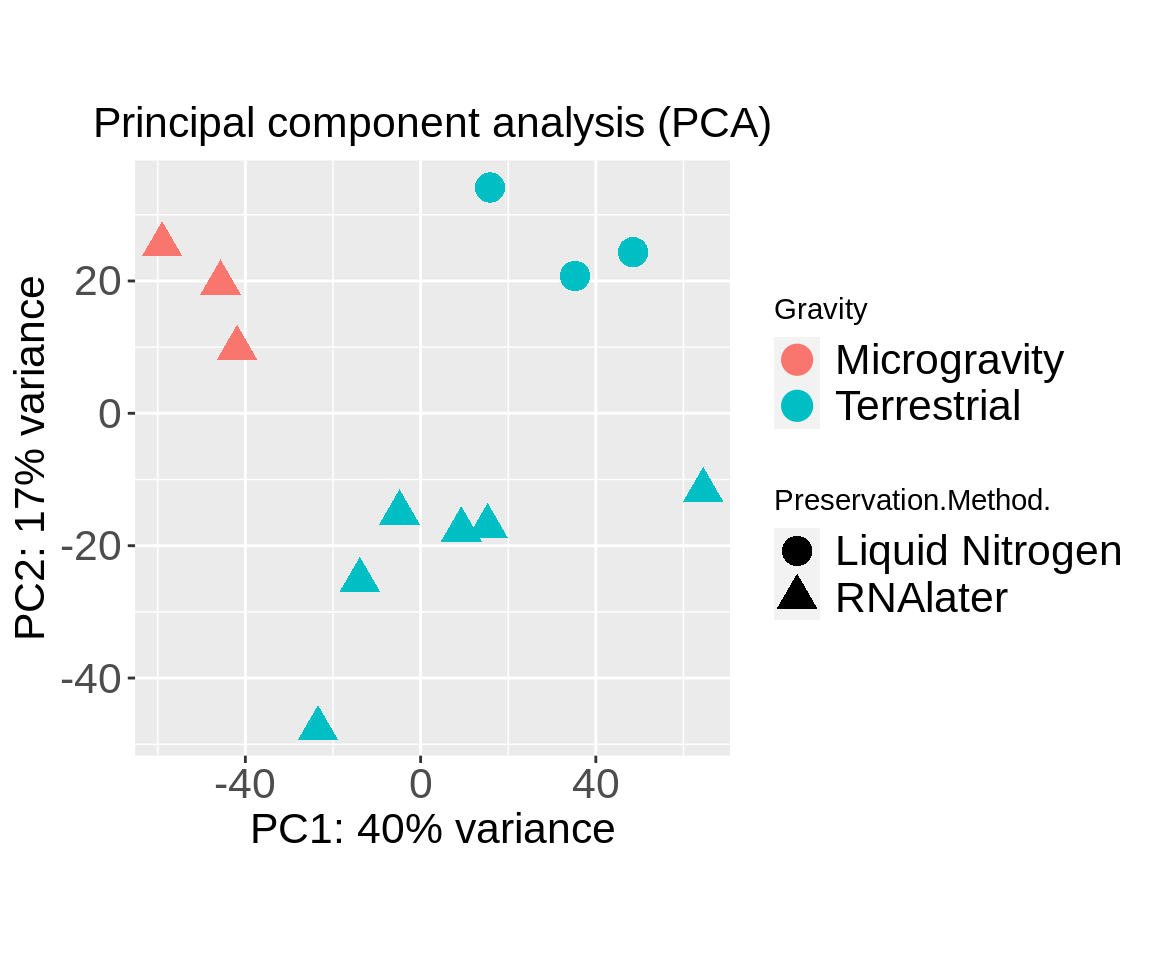 Principal component analysis (PCA)
PC2: 17% variance
20
0
-20
-40
-40
0
40
PC1: 40% variance
Gravity
Microgravity
Terrestrial
Preservation.Method.
Liquid Nitrogen
RNAlater